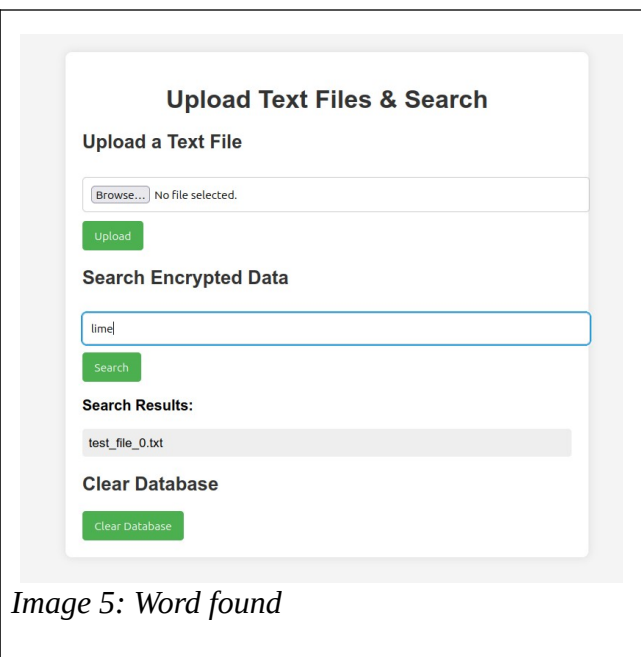 Upload Text Files & Search
Upload a Text File
Browse... No file selected.
Upload
Search Encrypted Data
lime
Search
Search Results:
test_file_0.txt
Clear Database
Clear Database
Image 5: Word found